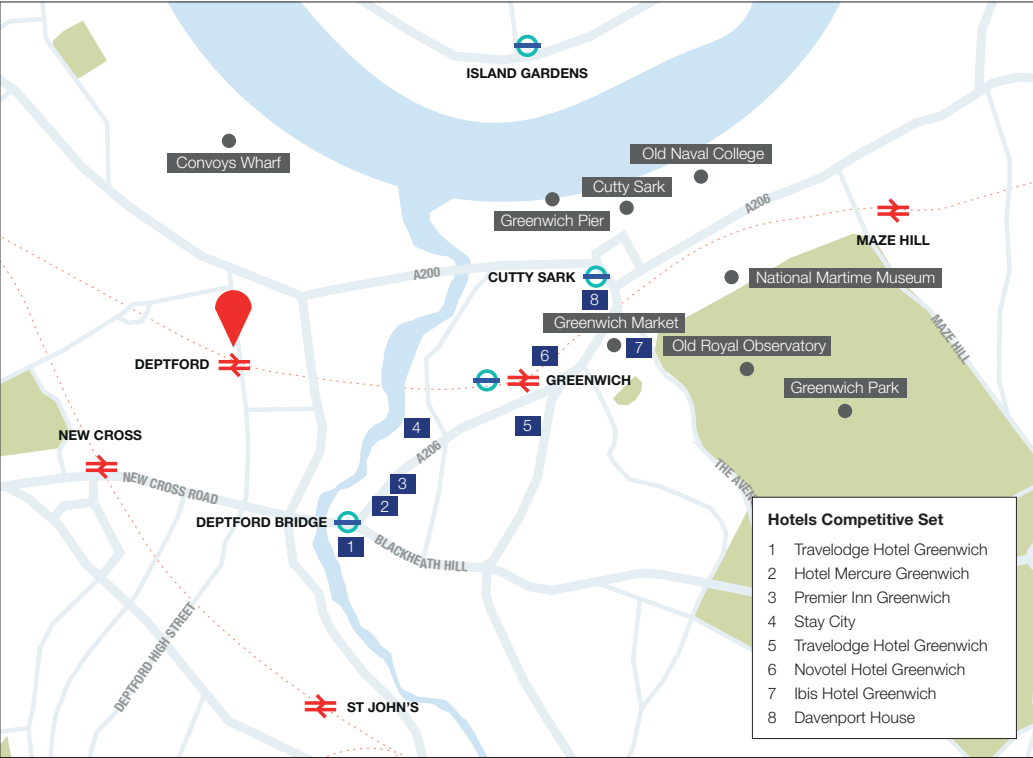 ISLAND GARDENS
Convoys Wharf
Old Naval College
Cutty Sark
Greenwich Pier
A206
MAZE HILL
A200
CUTTY SARK
National Martime Museum
8
Greenwich Market
7
Old Royal Observatory
MAZE HILL
6
DEPTFORD
GREENWICH
Greenwich Park
4
5
NEW CROSS
A206
NEW CROSS ROAD
3
THE AVEN
2
DEPTFORD BRIDGE
1
BLACKHEATH HILL
DEPTFORD HIGH STREET
ST JOHN'S
Hotels Competitive Set
1 Travelodge Hotel Greenwich
2 Hotel Mercure Greenwich
3 Premier Inn Greenwich
4 Stay City
5 Travelodge Hotel Greenwich
6 Novotel Hotel Greenwich
7 Ibis Hotel Greenwich
8 Davenport House